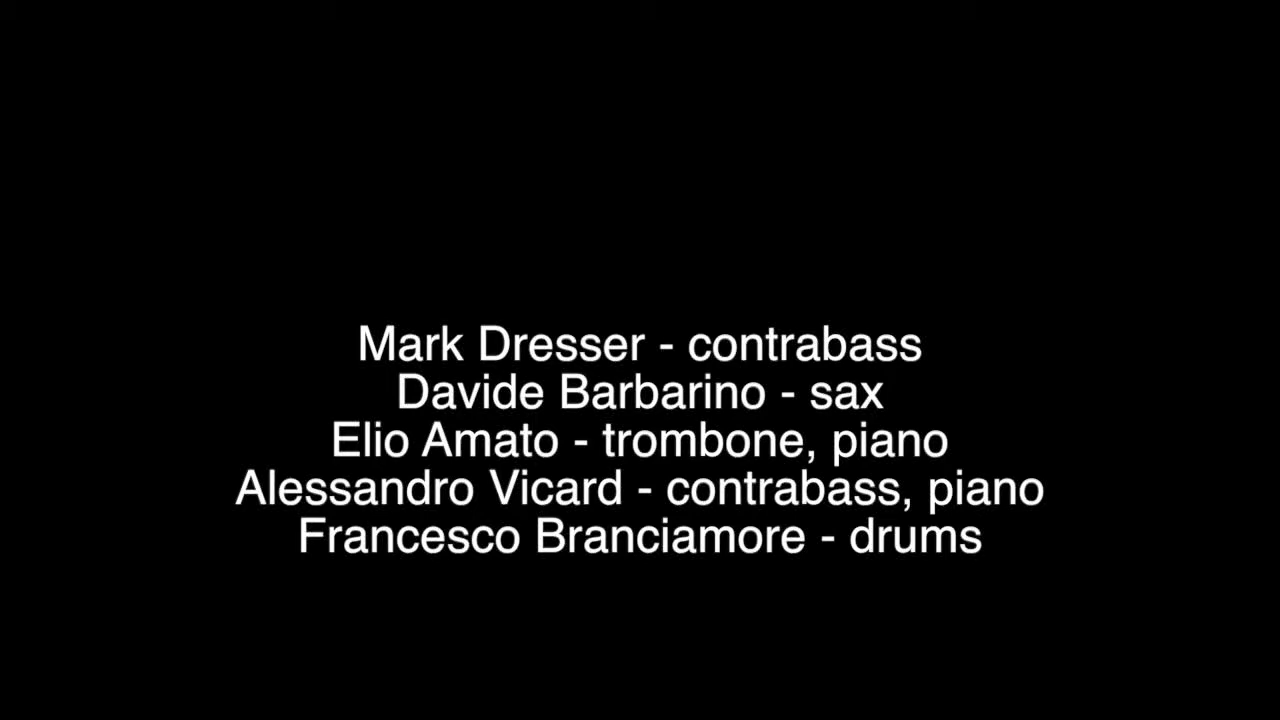 Mark Dresser - contrabass
Davide Barbarino - sax
Elio Amato - trombone, piano
Alessandro Vicard - contrabass, piano
Francesco Branciamore - drums